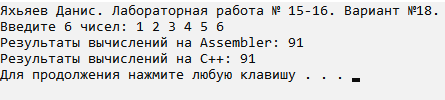 Яхьяев Данис. Лабораторная работа № 15-16. Вариант №18.
Введите 6 чисел: 1 2 3 4 5 6
Результаты вычислений на Assembler: 91
Результаты вычислений на C++: 91
Для продолжения нажмите любую клавишу . . .